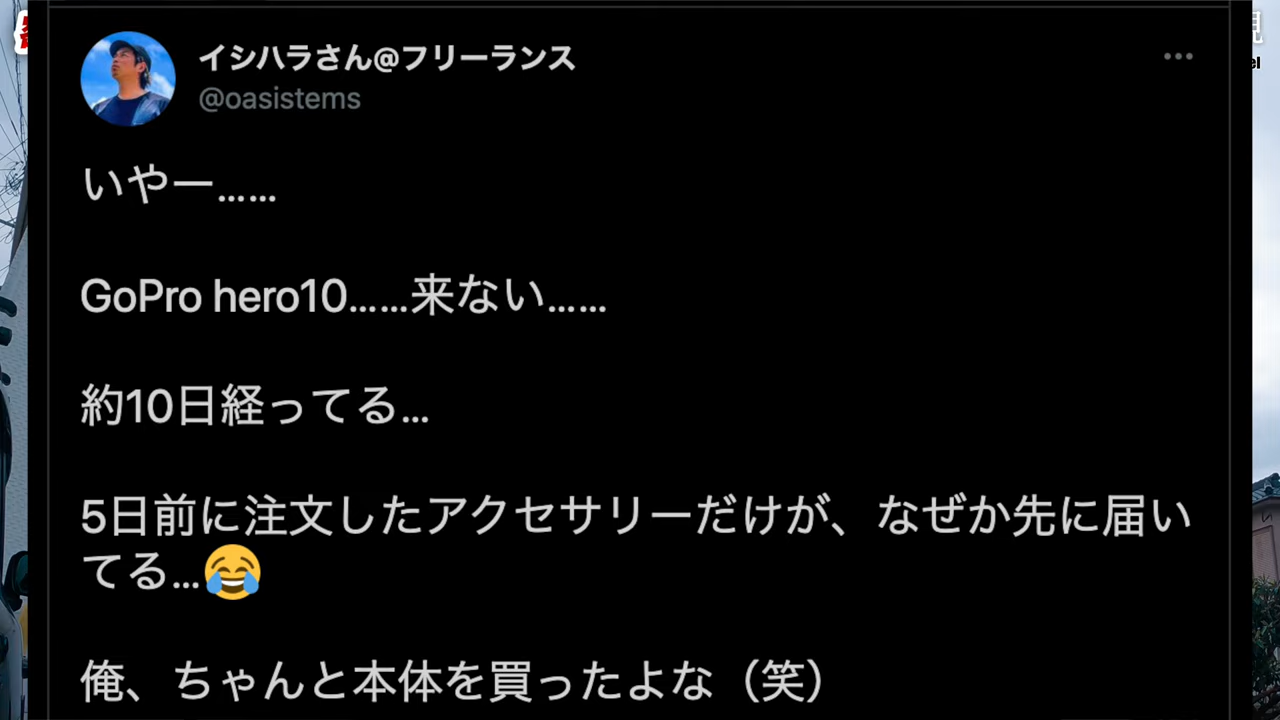 イシハラさん@フリーランス
@oasistems
いやー……
GoPro hero10……来ない……
約10日経ってる…
5日前に注文したアクセサリーだけが、なぜか先に届い
てる…😂
俺、ちゃんと本体を買ったよな（笑）